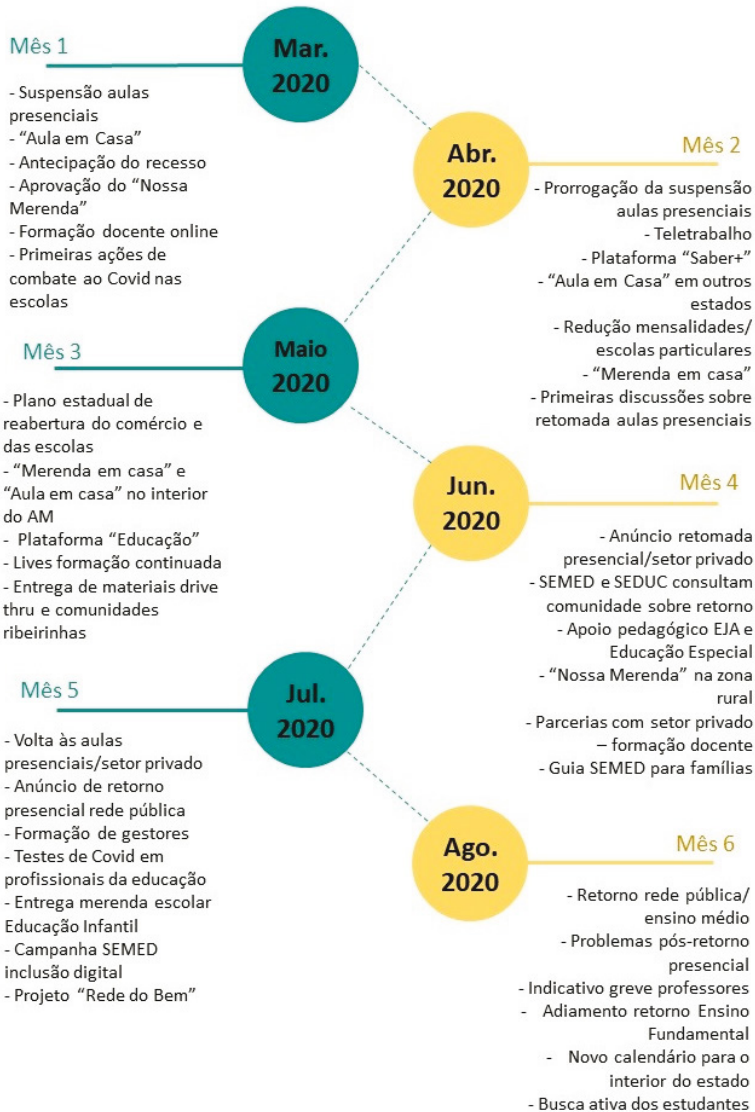 Mês 1
Mar.
2020
- Suspensão aulas
presenciais
- “Aula em Casa”
- Antecipação do recesso
- Aprovação do “Nossa
Merenda”
- Formação docente online
- Primeiras ações de
combate ao Covid nas
escolas
Abr.
2020
Mês 2
- Prorrogação da suspensão
aulas presenciais
- Teletrabalho
- Plataforma “Saber+”
- “Aula em Casa” em outros
estados
- Redução mensalidades/
escolas particulares
- “Merenda em casa”
- Primeiras discussões sobre
retomada aulas presenciais
Mês 3
Maio
2020
- Plano estadual de
reabertura do comércio e
das escolas
- “Merenda em casa” e
“Aula em casa” no interior
do AM
- Plataforma “Educação”
- Lives formação continuada
- Entrega de materiais drive
thru e comunidades
ribeirinhas
Jun.
2020
Mês 4
- Anúncio retomada
presencial/setor privado
- SEMED e SEDUC consultam
comunidade sobre retorno
- Apoio pedagógico EJA e
Educação Especial
- “Nossa Merenda” na zona
rural
- Parcerias com setor privado
– formação docente
- Guia SEMED para famílias
Mês 5
Jul.
2020
- Volta às aulas
presenciais/setor privado
- Anúncio de retorno
presencial rede pública
- Formação de gestores
- Testes de Covid em
profissionais da educação
- Entrega merenda escolar
Educação Infantil
- Campanha SEMED
inclusão digital
- Projeto “Rede do Bem”
Ago.
2020
Mês 6
- Retorno rede pública/
ensino médio
- Problemas pós-retorno
presencial
- Indicativo greve professores
- Adiamento retorno Ensino
Fundamental
- Novo calendário para o
interior do estado
- Busca ativa dos estudantes